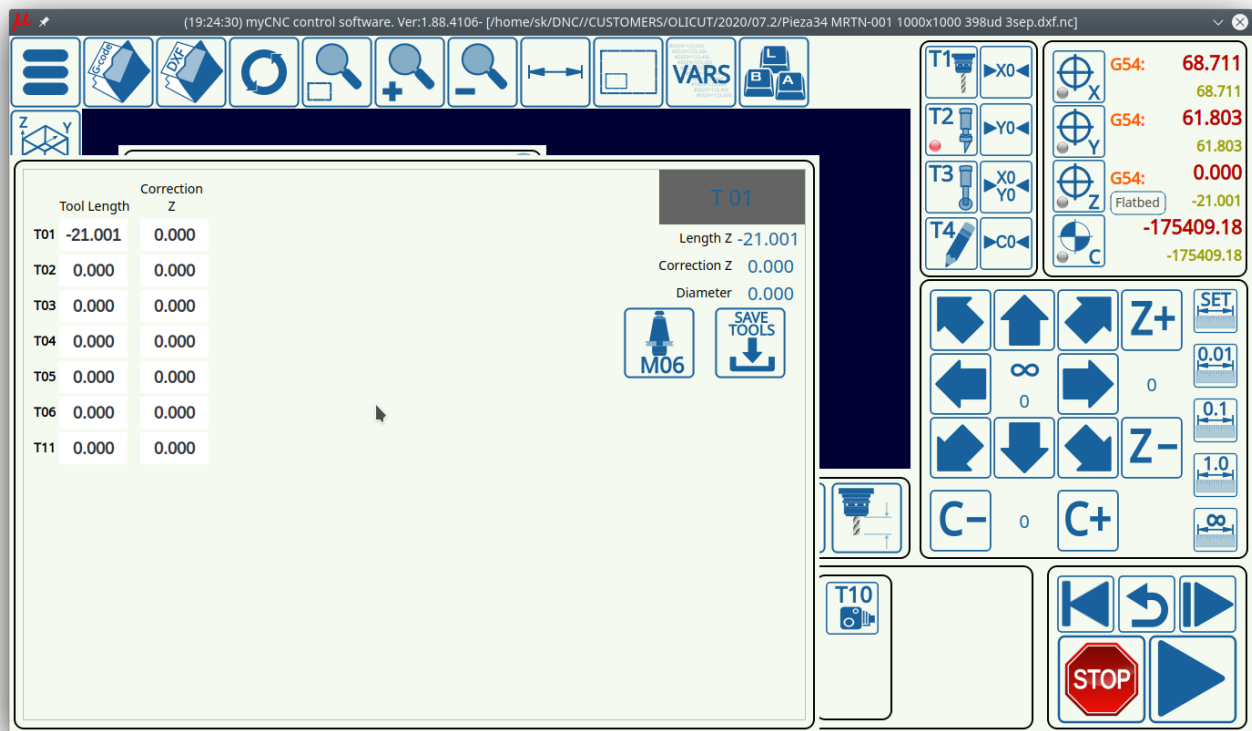 (19:24:30) myCNC control software. Ver:1.88.4106- [/home/sk/DNC//CUSTOMERS/OLICUT/2020/07.2/Pieza34 MRTN-001 1000x1000 398ud 3sep.dxf.nc]
G-code
DXF
VARS
L
B
A
Z
Y
Correction
Tool Length Z
T01 -21.001 0.000
T02 0.000 0.000
T03 0.000 0.000
T04 0.000 0.000
T05 0.000 0.000
T06 0.000 0.000
T11 0.000 0.000
T 01
Length Z -21.001
Correction Z 0.000
Diameter 0.000
M06
SAVE
TOOLS
T10
T1
X0
T2
Y0
T3
X0
Y0
T4
C0
X
G54: 68.711
68.711
Y
G54: 61.803
61.803
Z
G54: 0.000
Flatbed -21.001
C
-175409.18
-175409.18
Z+
∞
0
0
Z-
C-
0
C+
SET
0.01
0.1
1.0
∞
STOP